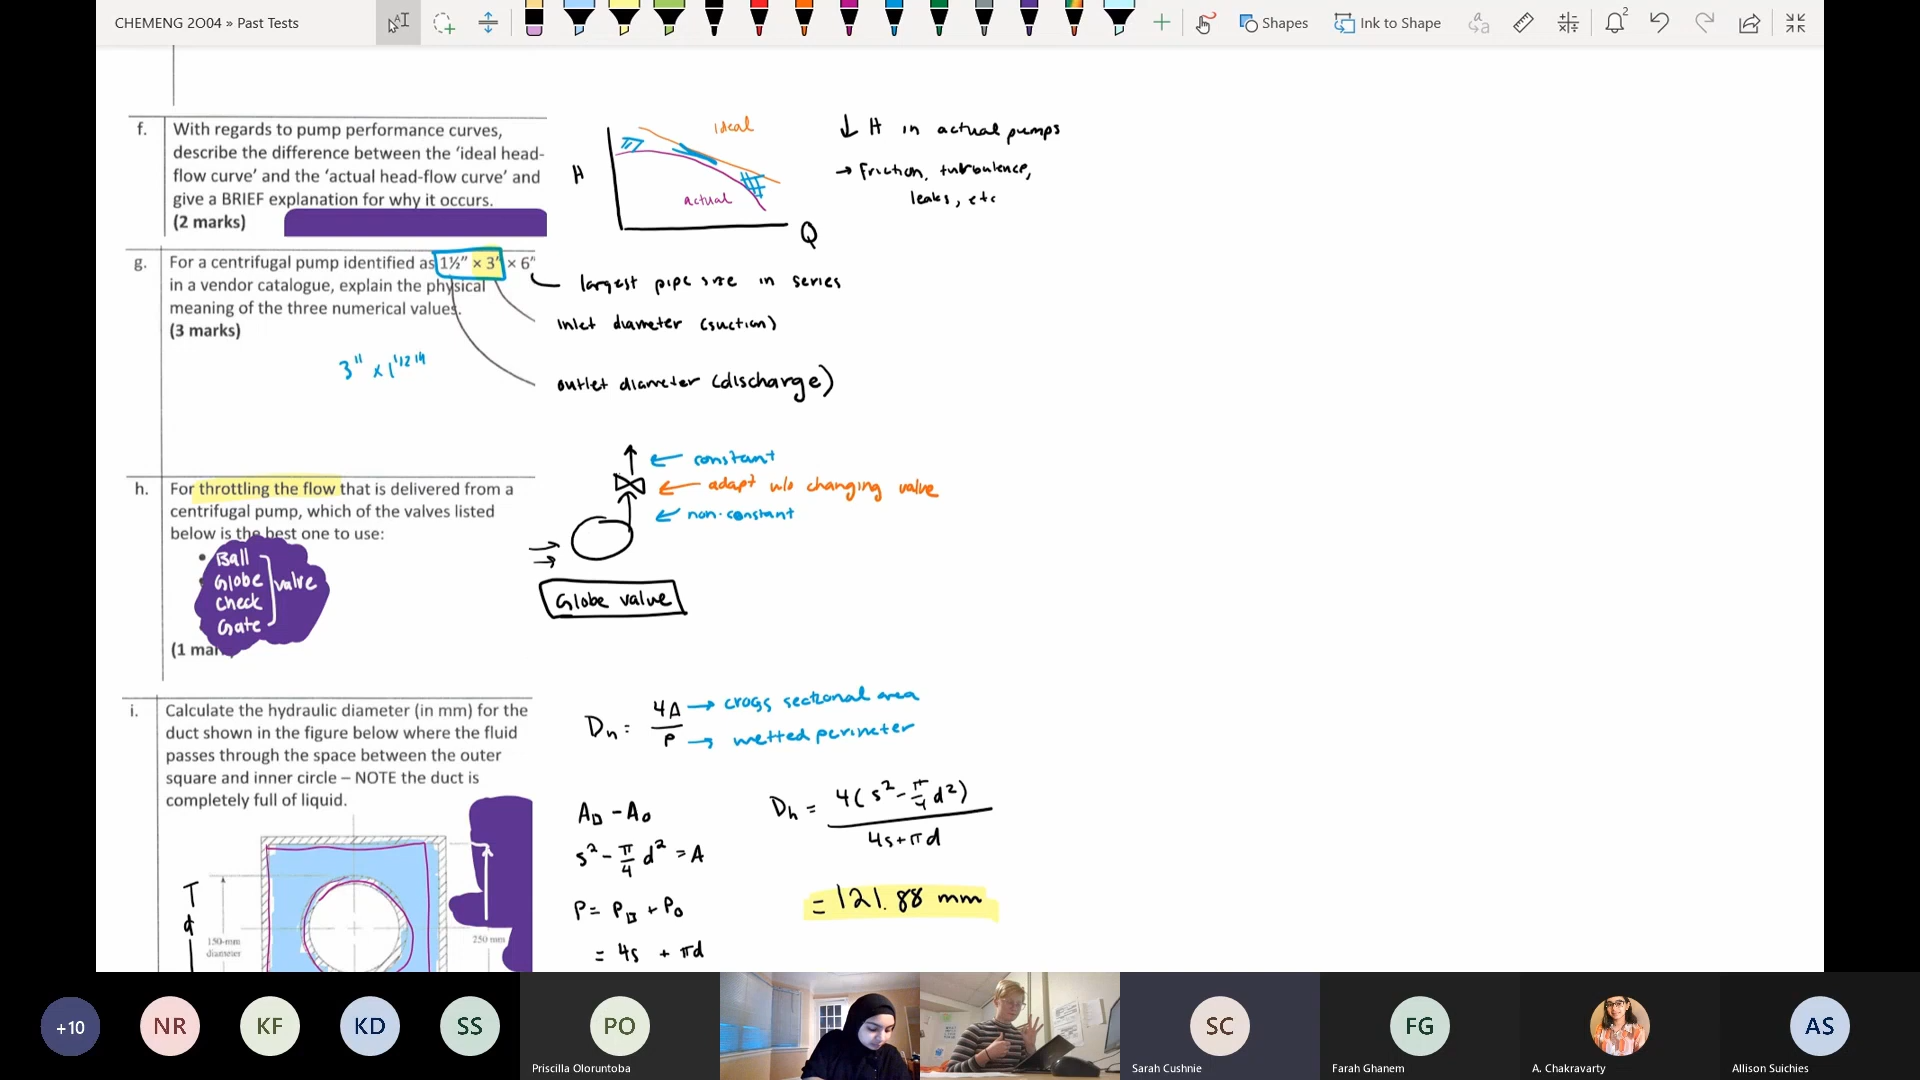 CHEMENG 2O04 » Past Tests
Shapes
Ink to Shape
2
f.
With regards to pump performance curves,
describe the difference between the ‘ideal head-
flow curve’ and the ‘actual head-flow curve’ and
give a BRIEF explanation for why it occurs.
(2 marks)
ideal
H
actual
Q
↓ H in actual pumps
→ Friction, turbulence,
leaks, etc
g.
For a centrifugal pump identified as 1½” × 3” × 6”
in a vendor catalogue, explain the physical
meaning of the three numerical values.
(3 marks)
3" x 1 1/2"
largest pipe size in series
inlet diameter (suction)
outlet diameter (discharge)
h.
For throttling the flow that is delivered from a
centrifugal pump, which of the valves listed
below is the best one to use:
Ball
Globe
Check
Gate
valve
(1 mar
← constant
← adapt w/o changing valve
← non-constant
Globe valve
i.
Calculate the hydraulic diameter (in mm) for the
duct shown in the figure below where the fluid
passes through the space between the outer
square and inner circle – NOTE the duct is
completely full of liquid.
Dh = 4A → cross sectional area
P → wetted perimeter
A□ - A○
s² - π/4 d² = A
P = P□ + P○
= 4s + πd
Dh = 4(s² - π/4 d²)
4s + πd
= 121.88 mm
d
150-mm
diameter
250 mm
+10
NR
KF
KD
SS
PO
Priscilla Oloruntoba
SC
Sarah Cushnie
FG
Farah Ghanem
A. Chakravarty
AS
Allison Suichies